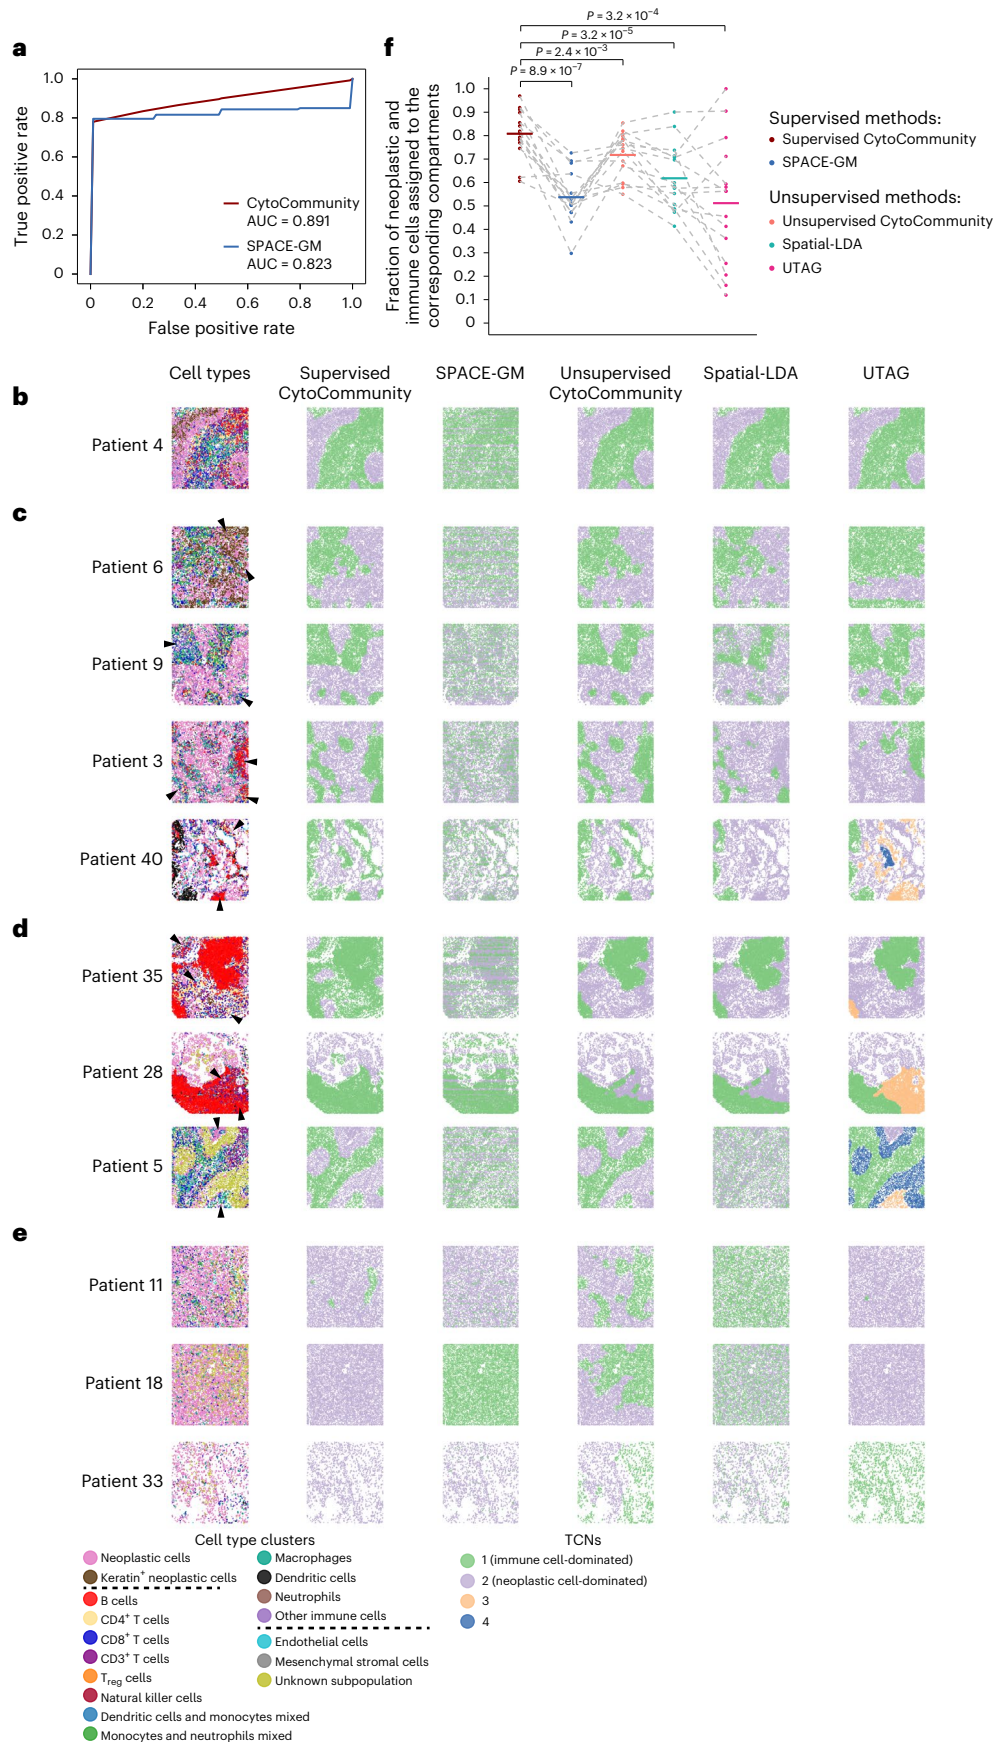 a
True positive rate
1.0
0.8
0.6
0.4
0.2
0
CytoCommunity
AUC = 0.891
SPACE-GM
AUC = 0.823
0 0.2 0.4 0.6 0.8 1.0
False positive rate
f
P = 3.2 × 10⁻⁴
P = 3.2 × 10⁻⁵
P = 2.4 × 10⁻³
P = 8.9 × 10⁻⁷
Fraction of neoplastic and
immune cells assigned to the
corresponding compartments
1.0
0.9
0.8
0.7
0.6
0.5
0.4
0.3
0.2
0.1
0
Supervised methods:
Supervised CytoCommunity
SPACE-GM
Unsupervised methods:
Unsupervised CytoCommunity
Spatial-LDA
UTAG
Cell types
Supervised
CytoCommunity
SPACE-GM
Unsupervised
CytoCommunity
Spatial-LDA
UTAG
b
Patient 4
c
Patient 6
Patient 9
Patient 3
Patient 40
d
Patient 35
Patient 28
Patient 5
e
Patient 11
Patient 18
Patient 33
Cell type clusters
Neoplastic cells
Keratin⁺ neoplastic cells
B cells
CD4⁺ T cells
CD8⁺ T cells
CD3⁺ T cells
Treg cells
Natural killer cells
Dendritic cells and monocytes mixed
Monocytes and neutrophils mixed
Macrophages
Dendritic cells
Neutrophils
Other immune cells
Endothelial cells
Mesenchymal stromal cells
Unknown subpopulation
TCNs
1 (immune cell-dominated)
2 (neoplastic cell-dominated)
3
4